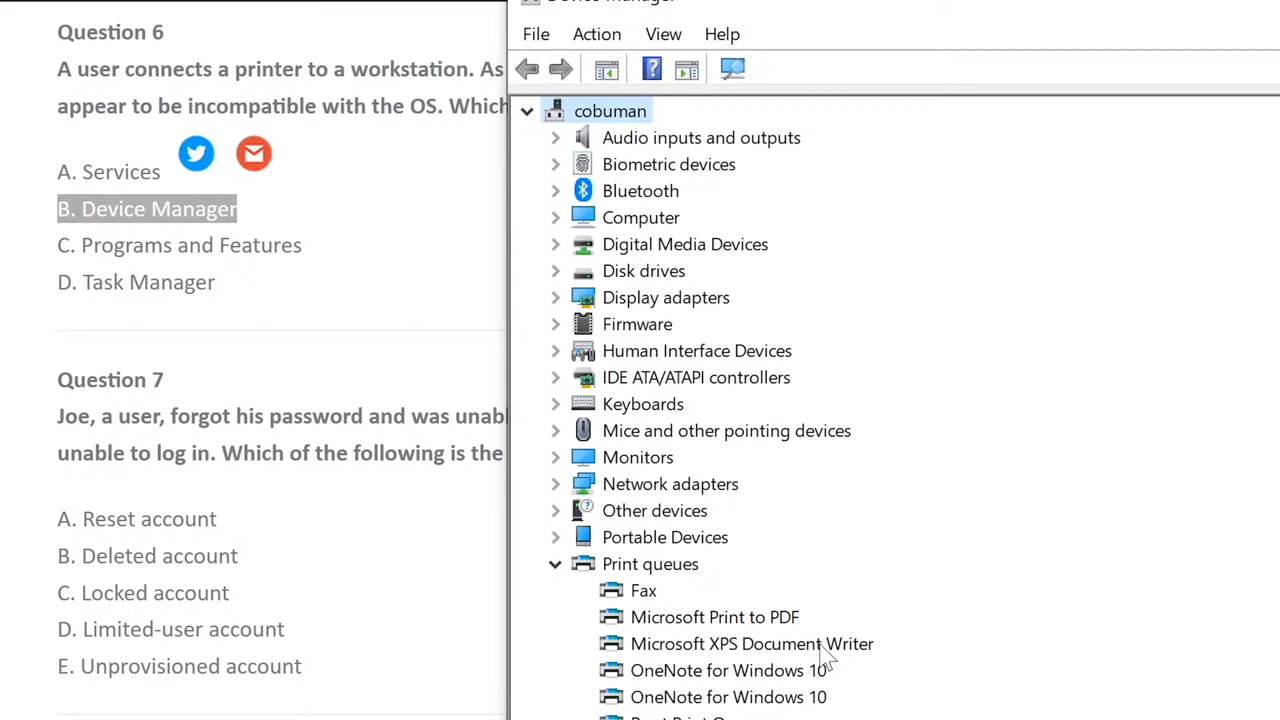 Question 6
A user connects a printer to a workstation. As
appear to be incompatible with the OS. Which
A. Services
B. Device Manager
C. Programs and Features
D. Task Manager
Question 7
Joe, a user, forgot his password and was unabl
unable to log in. Which of the following is the
A. Reset account
B. Deleted account
C. Locked account
D. Limited-user account
E. Unprovisioned account
Device Manager
File Action View Help
cobuman
Audio inputs and outputs
Biometric devices
Bluetooth
Computer
Digital Media Devices
Disk drives
Display adapters
Firmware
Human Interface Devices
IDE ATA/ATAPI controllers
Keyboards
Mice and other pointing devices
Monitors
Network adapters
Other devices
Portable Devices
Print queues
Fax
Microsoft Print to PDF
Microsoft XPS Document Writer
OneNote for Windows 10
OneNote for Windows 10